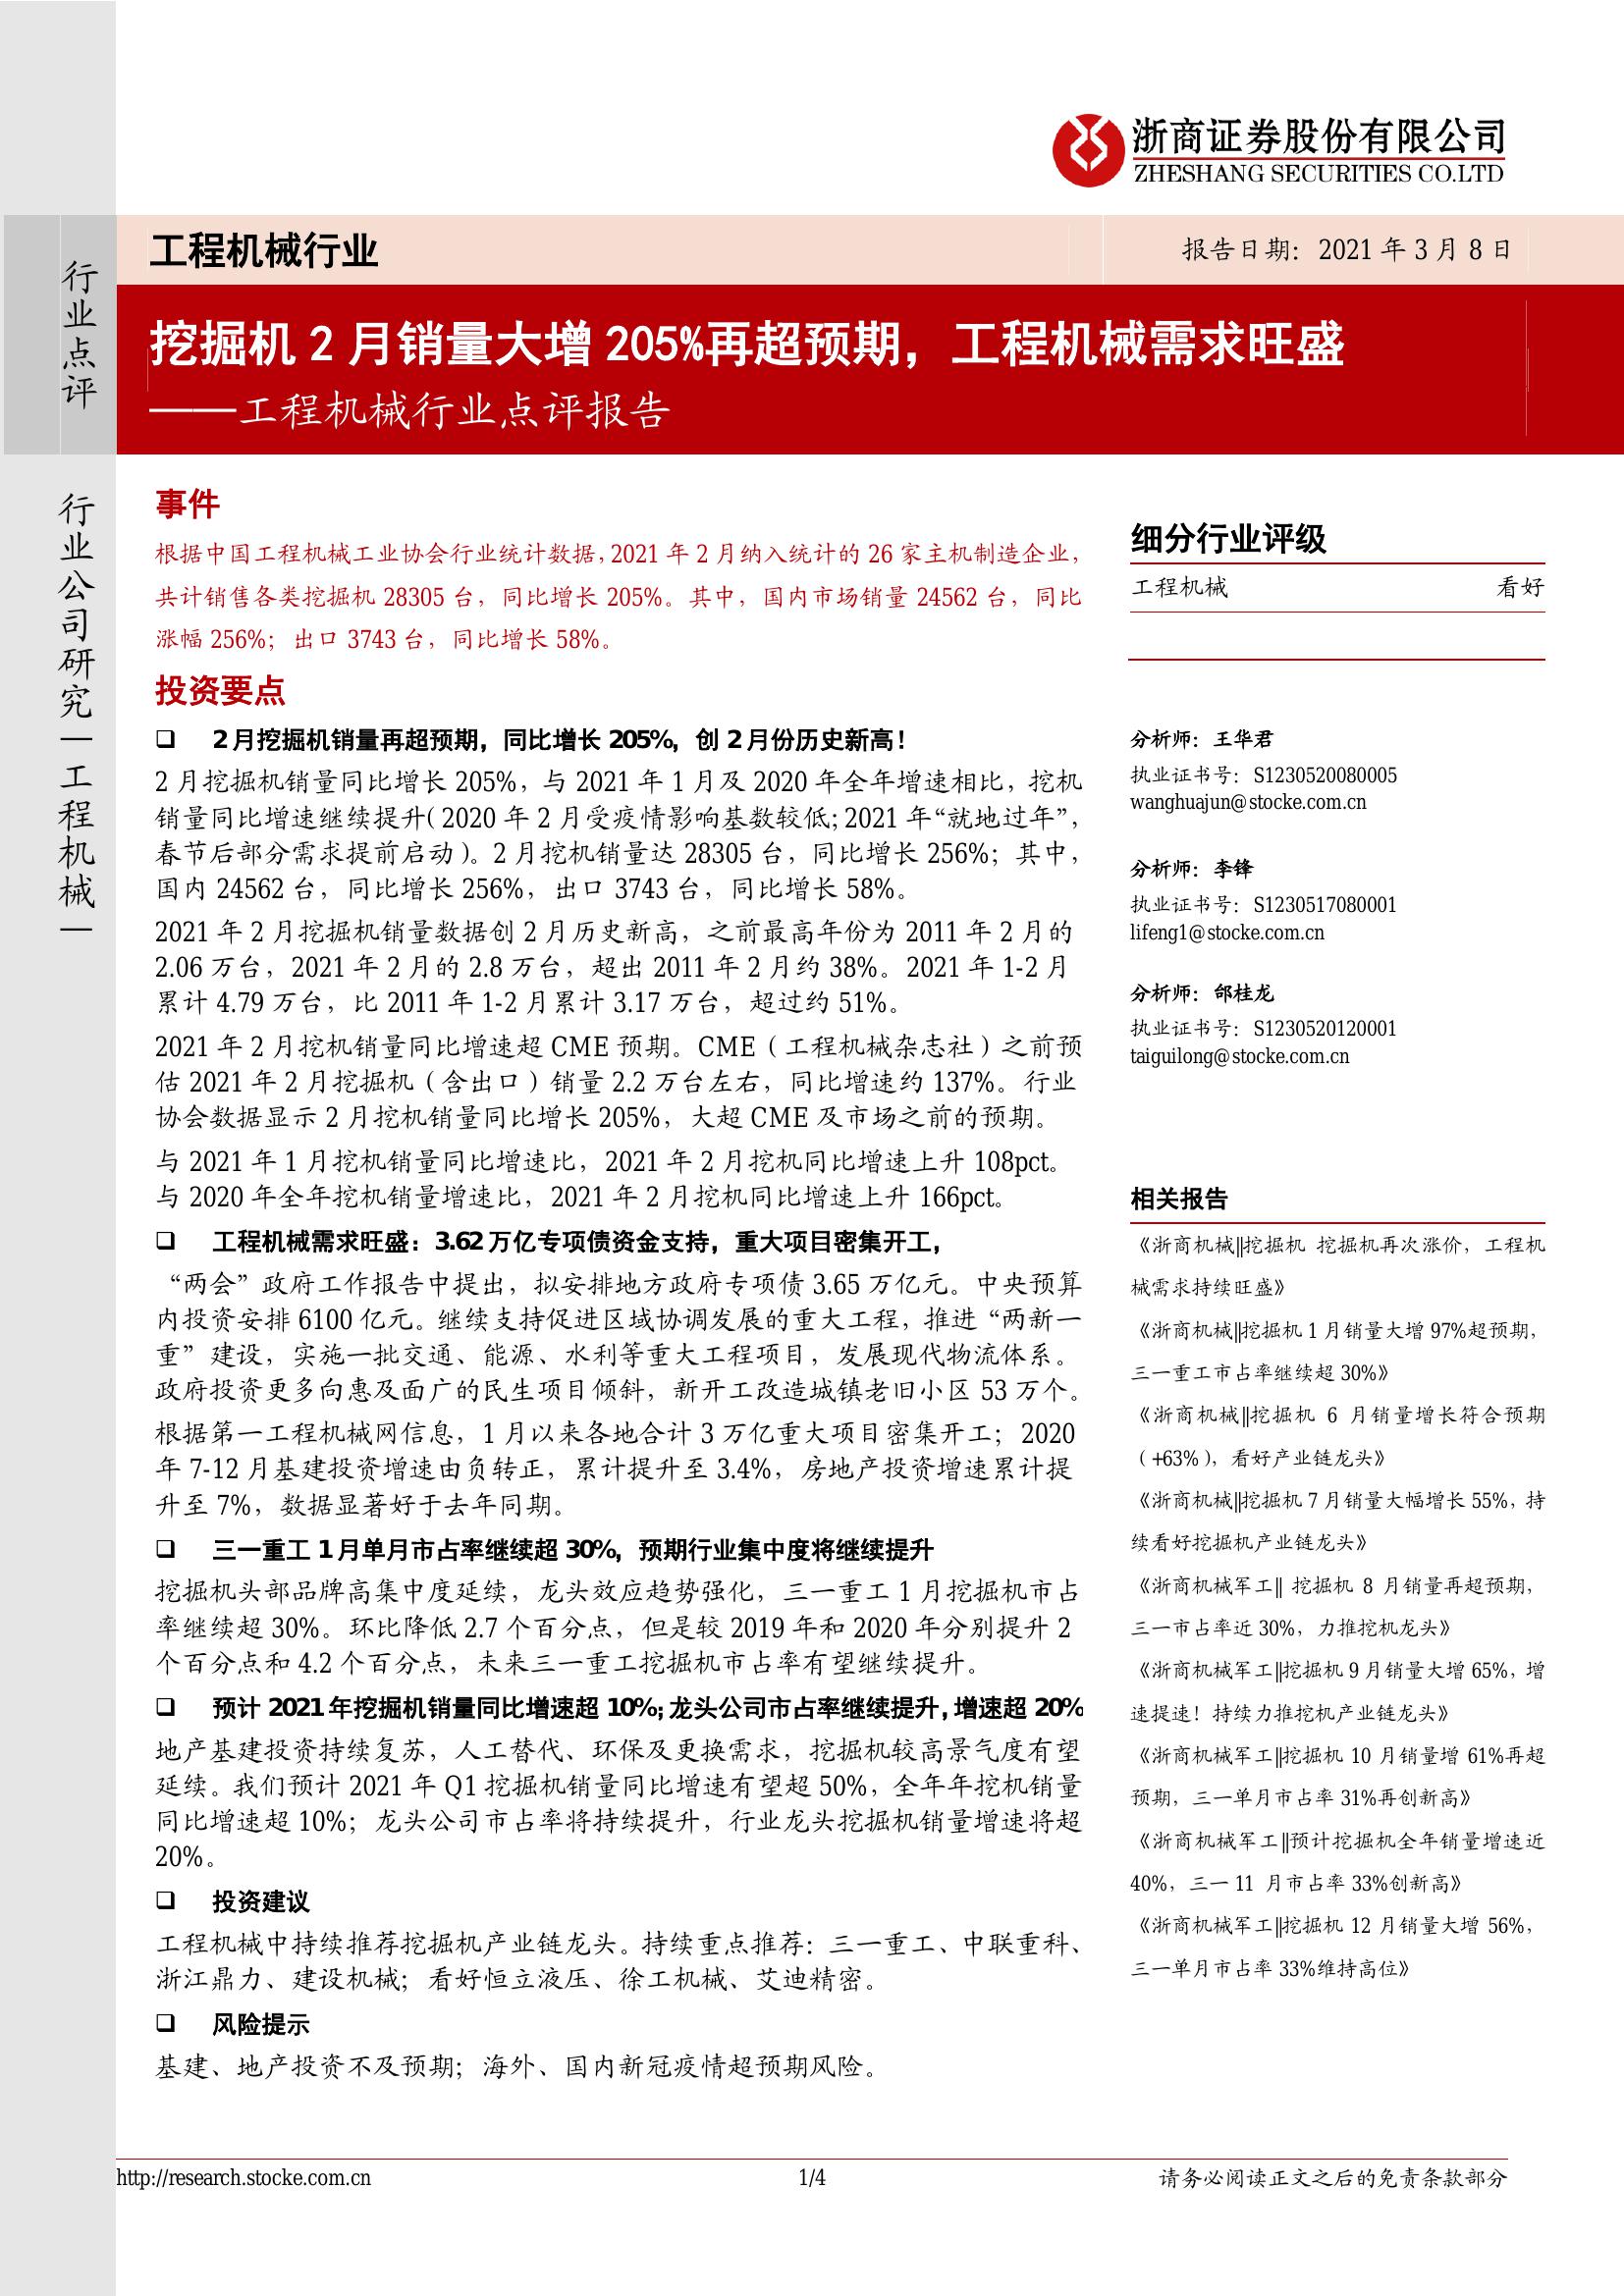 浙商证券股份有限公司
ZHESHANG SECURITIES CO.LTD
工程机械行业
报告日期：2021 年 3 月 8 日
行业点评
挖掘机 2 月销量大增 205%再超预期，工程机械需求旺盛
——工程机械行业点评报告
行业公司研究｜工程机械｜
事件
根据中国工程机械工业协会行业统计数据，2021 年 2 月纳入统计的 26 家主机制造企业，
共计销售各类挖掘机 28305 台，同比增长 205%。其中，国内市场销量 24562 台，同比
涨幅 256%；出口 3743 台，同比增长 58%。
投资要点
❑ 2 月挖掘机销量再超预期，同比增长 205%，创 2 月份历史新高！
2 月挖掘机销量同比增长 205%，与 2021 年 1 月及 2020 年全年增速相比，挖机
销量同比增速继续提升（2020 年 2 月受疫情影响基数较低；2021 年“就地过年”，
春节后部分需求提前启动）。2 月挖机销量达 28305 台，同比增长 256%；其中，
国内 24562 台，同比增长 256%，出口 3743 台，同比增长 58%。
2021 年 2 月挖掘机销量数据创 2 月历史新高，之前最高年份为 2011 年 2 月的
2.06 万台，2021 年 2 月的 2.8 万台，超出 2011 年 2 月约 38%。2021 年 1-2 月
累计 4.79 万台，比 2011 年 1-2 月累计 3.17 万台，超过约 51%。
2021 年 2 月挖机销量同比增速超 CME 预期。CME（工程机械杂志社）之前预
估 2021 年 2 月挖掘机（含出口）销量 2.2 万台左右，同比增速约 137%。行业
协会数据显示 2 月挖机销量同比增长 205%，大超 CME 及市场之前的预期。
与 2021 年 1 月挖机销量同比增速比，2021 年 2 月挖机同比增速上升 108pct。
与 2020 年全年挖机销量增速比，2021 年 2 月挖机同比增速上升 166pct。
❑ 工程机械需求旺盛：3.62 万亿专项债资金支持，重大项目密集开工，
“两会”政府工作报告中提出，拟安排地方政府专项债 3.65 万亿元。中央预算
内投资安排 6100 亿元。继续支持促进区域协调发展的重大工程，推进“两新一
重”建设，实施一批交通、能源、水利等重大工程项目，发展现代物流体系。
政府投资更多向惠及面广的民生项目倾斜，新开工改造城镇老旧小区 53 万个。
根据第一工程机械网信息，1 月以来各地合计 3 万亿重大项目密集开工；2020
年 7-12 月基建投资增速由负转正，累计提升至 3.4%，房地产投资增速累计提
升至 7%，数据显著好于去年同期。
❑ 三一重工 1 月单月市占率继续超 30%，预期行业集中度将继续提升
挖掘机头部品牌高集中度延续，龙头效应趋势强化，三一重工 1 月挖掘机市占
率继续超 30%。环比降低 2.7 个百分点，但是较 2019 年和 2020 年分别提升 2
个百分点和 4.2 个百分点，未来三一重工挖掘机市占率有望继续提升。
❑ 预计 2021 年挖掘机销量同比增速超 10%；龙头公司市占率继续提升，增速超 20%
地产基建投资持续复苏，人工替代、环保及更换需求，挖掘机较高景气度有望
延续。我们预计 2021 年 Q1 挖掘机销量同比增速有望超 50%，全年年挖机销量
同比增速超 10%；龙头公司市占率将持续提升，行业龙头挖掘机销量增速将超
20%。
❑ 投资建议
工程机械中持续推荐挖掘机产业链龙头。持续重点推荐：三一重工、中联重科、
浙江鼎力、建设机械；看好恒立液压、徐工机械、艾迪精密。
❑ 风险提示
基建、地产投资不及预期；海外、国内新冠疫情超预期风险。
细分行业评级
工程机械 看好
分析师：王华君
执业证书号：S1230520080005
wanghuajun@stocke.com.cn
分析师：李锋
执业证书号：S1230517080001
lifeng1@stocke.com.cn
分析师：邰桂龙
执业证书号：S1230520120001
taiguilong@stocke.com.cn
相关报告
《浙商机械||挖掘机 挖掘机再次涨价，工程机
械需求持续旺盛》
《浙商机械||挖掘机 1 月销量大增 97%超预期，
三一重工市占率继续超 30%》
《浙商机械||挖掘机 6 月销量增长符合预期
（+63%），看好产业链龙头》
《浙商机械||挖掘机 7 月销量大幅增长 55%，持
续看好挖掘机产业链龙头》
《浙商机械军工|| 挖掘机 8 月销量再超预期，
三一市占率近 30%，力推挖机龙头》
《浙商机械军工||挖掘机 9 月销量大增 65%，增
速提速！持续力推挖机产业链龙头》
《浙商机械军工||挖掘机 10 月销量增 61%再超
预期，三一单月市占率 31%再创新高》
《浙商机械军工||预计挖掘机全年销量增速近
40%，三一 11 月市占率 33%创新高》
《浙商机械军工||挖掘机 12 月销量大增 56%，
三一单月市占率 33%维持高位》
http://research.stocke.com.cn
1/4
请务必阅读正文之后的免责条款部分